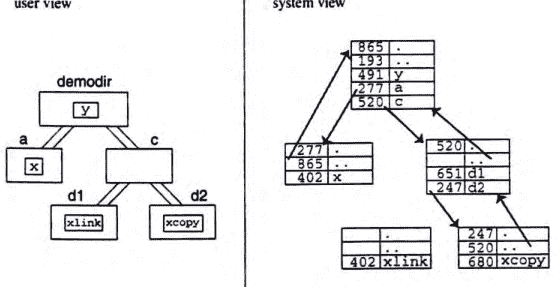 user view
system view
demodir
y
a
x
c
d1
xlink
d2
xcopy
865 .
193 ..
491 y
277 a
520 c
277 .
865 ..
402 x
520 .
..
651 d1
247 d2
.
..
402 xlink
247 .
520 ..
680 xcopy